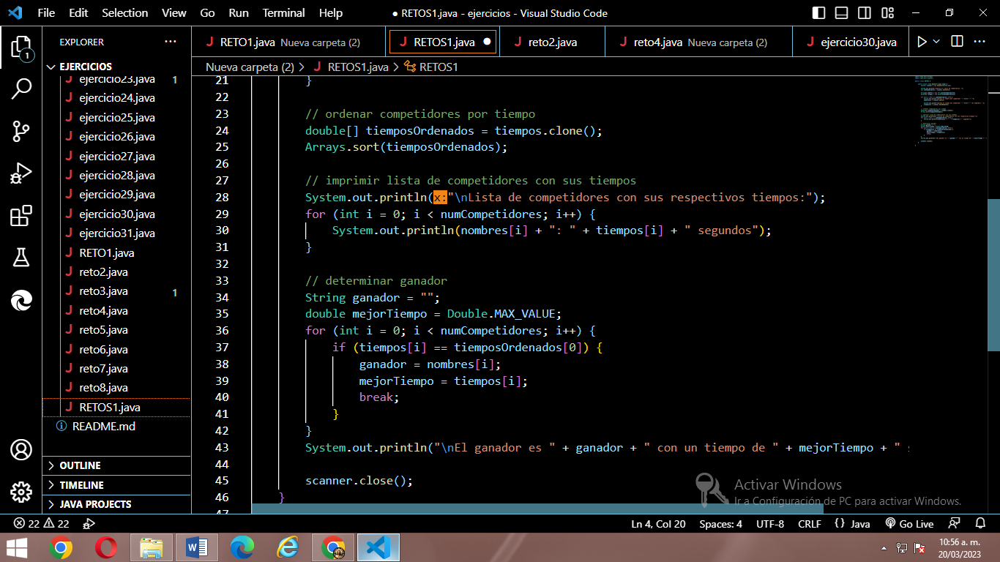 File Edit Selection View Go Run Terminal Help ● RETOS1.java - ejercicios - Visual Studio Code
EXPLORER ···
RETO1.java Nueva carpeta (2) RETOS1.java ● reto2.java reto4.java Nueva carpeta (2) ejercicio30.java
1
EJERCICIOS
ejercicio23.java 1
ejercicio24.java
ejercicio25.java
ejercicio26.java
ejercicio27.java
ejercicio28.java
ejercicio29.java
ejercicio30.java
ejercicio31.java
RETO1.java
reto2.java
reto3.java 1
reto4.java
reto5.java
reto6.java
reto7.java
reto8.java
RETOS1.java
README.md
OUTLINE
TIMELINE
JAVA PROJECTS
Nueva carpeta (2) > RETOS1.java > RETOS1
21 }
22
23 // ordenar competidores por tiempo
24 double[] tiemposOrdenados = tiempos.clone();
25 Arrays.sort(tiemposOrdenados);
26
27 // imprimir lista de competidores con sus tiempos
28 System.out.println(x:"\nLista de competidores con sus respectivos tiempos:");
29 for (int i = 0; i < numCompetidores; i++) {
30 System.out.println(nombres[i] + ": " + tiempos[i] + " segundos");
31 }
32
33 // determinar ganador
34 String ganador = "";
35 double mejorTiempo = Double.MAX_VALUE;
36 for (int i = 0; i < numCompetidores; i++) {
37 if (tiempos[i] == tiemposOrdenados[0]) {
38 ganador = nombres[i];
39 mejorTiempo = tiempos[i];
40 break;
41 }
42 }
43 System.out.println("\nEl ganador es " + ganador + " con un tiempo de " + mejorTiempo + "
44
45 scanner.close();
46 }
Activar Windows
Ir a Configuración de PC para activar Windows.
22 22 Ln 4, Col 20 Spaces: 4 UTF-8 CRLF {} Java Go Live
10:56 a. m.
20/03/2023